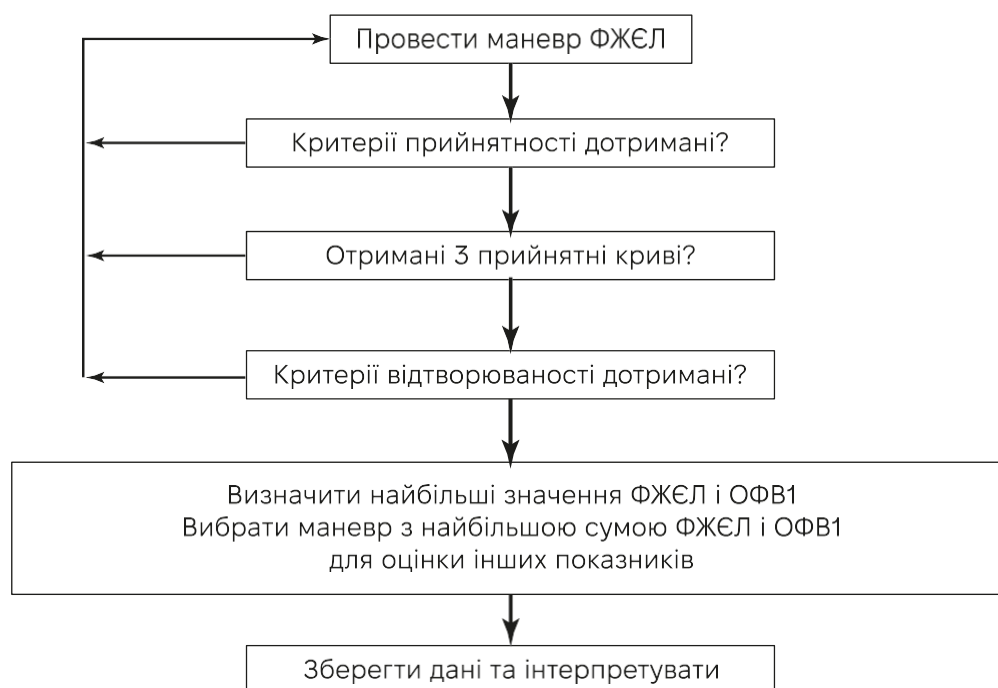 Провести маневр ФЖЄЛ
Критерії прийнятності дотримані?
Отримані 3 прийнятні криві?
Критерії відтворюваності дотримані?
Визначити найбільші значення ФЖЄЛ і ОФВ1
Вибрати маневр з найбільшою сумою ФЖЄЛ і ОФВ1
для оцінки інших показників
Зберегти дані та інтерпретувати